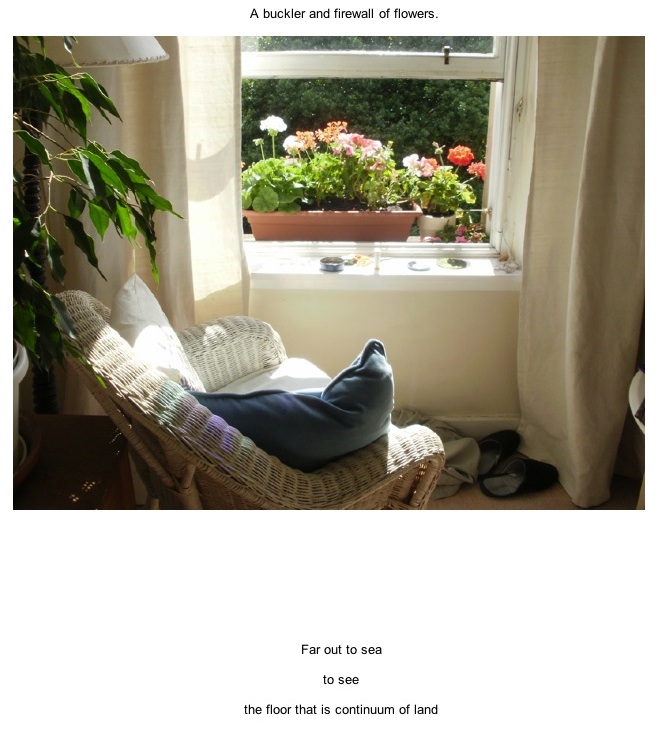 A buckler and firewall of flowers.
Far out to sea
to see
the floor that is continuum of land